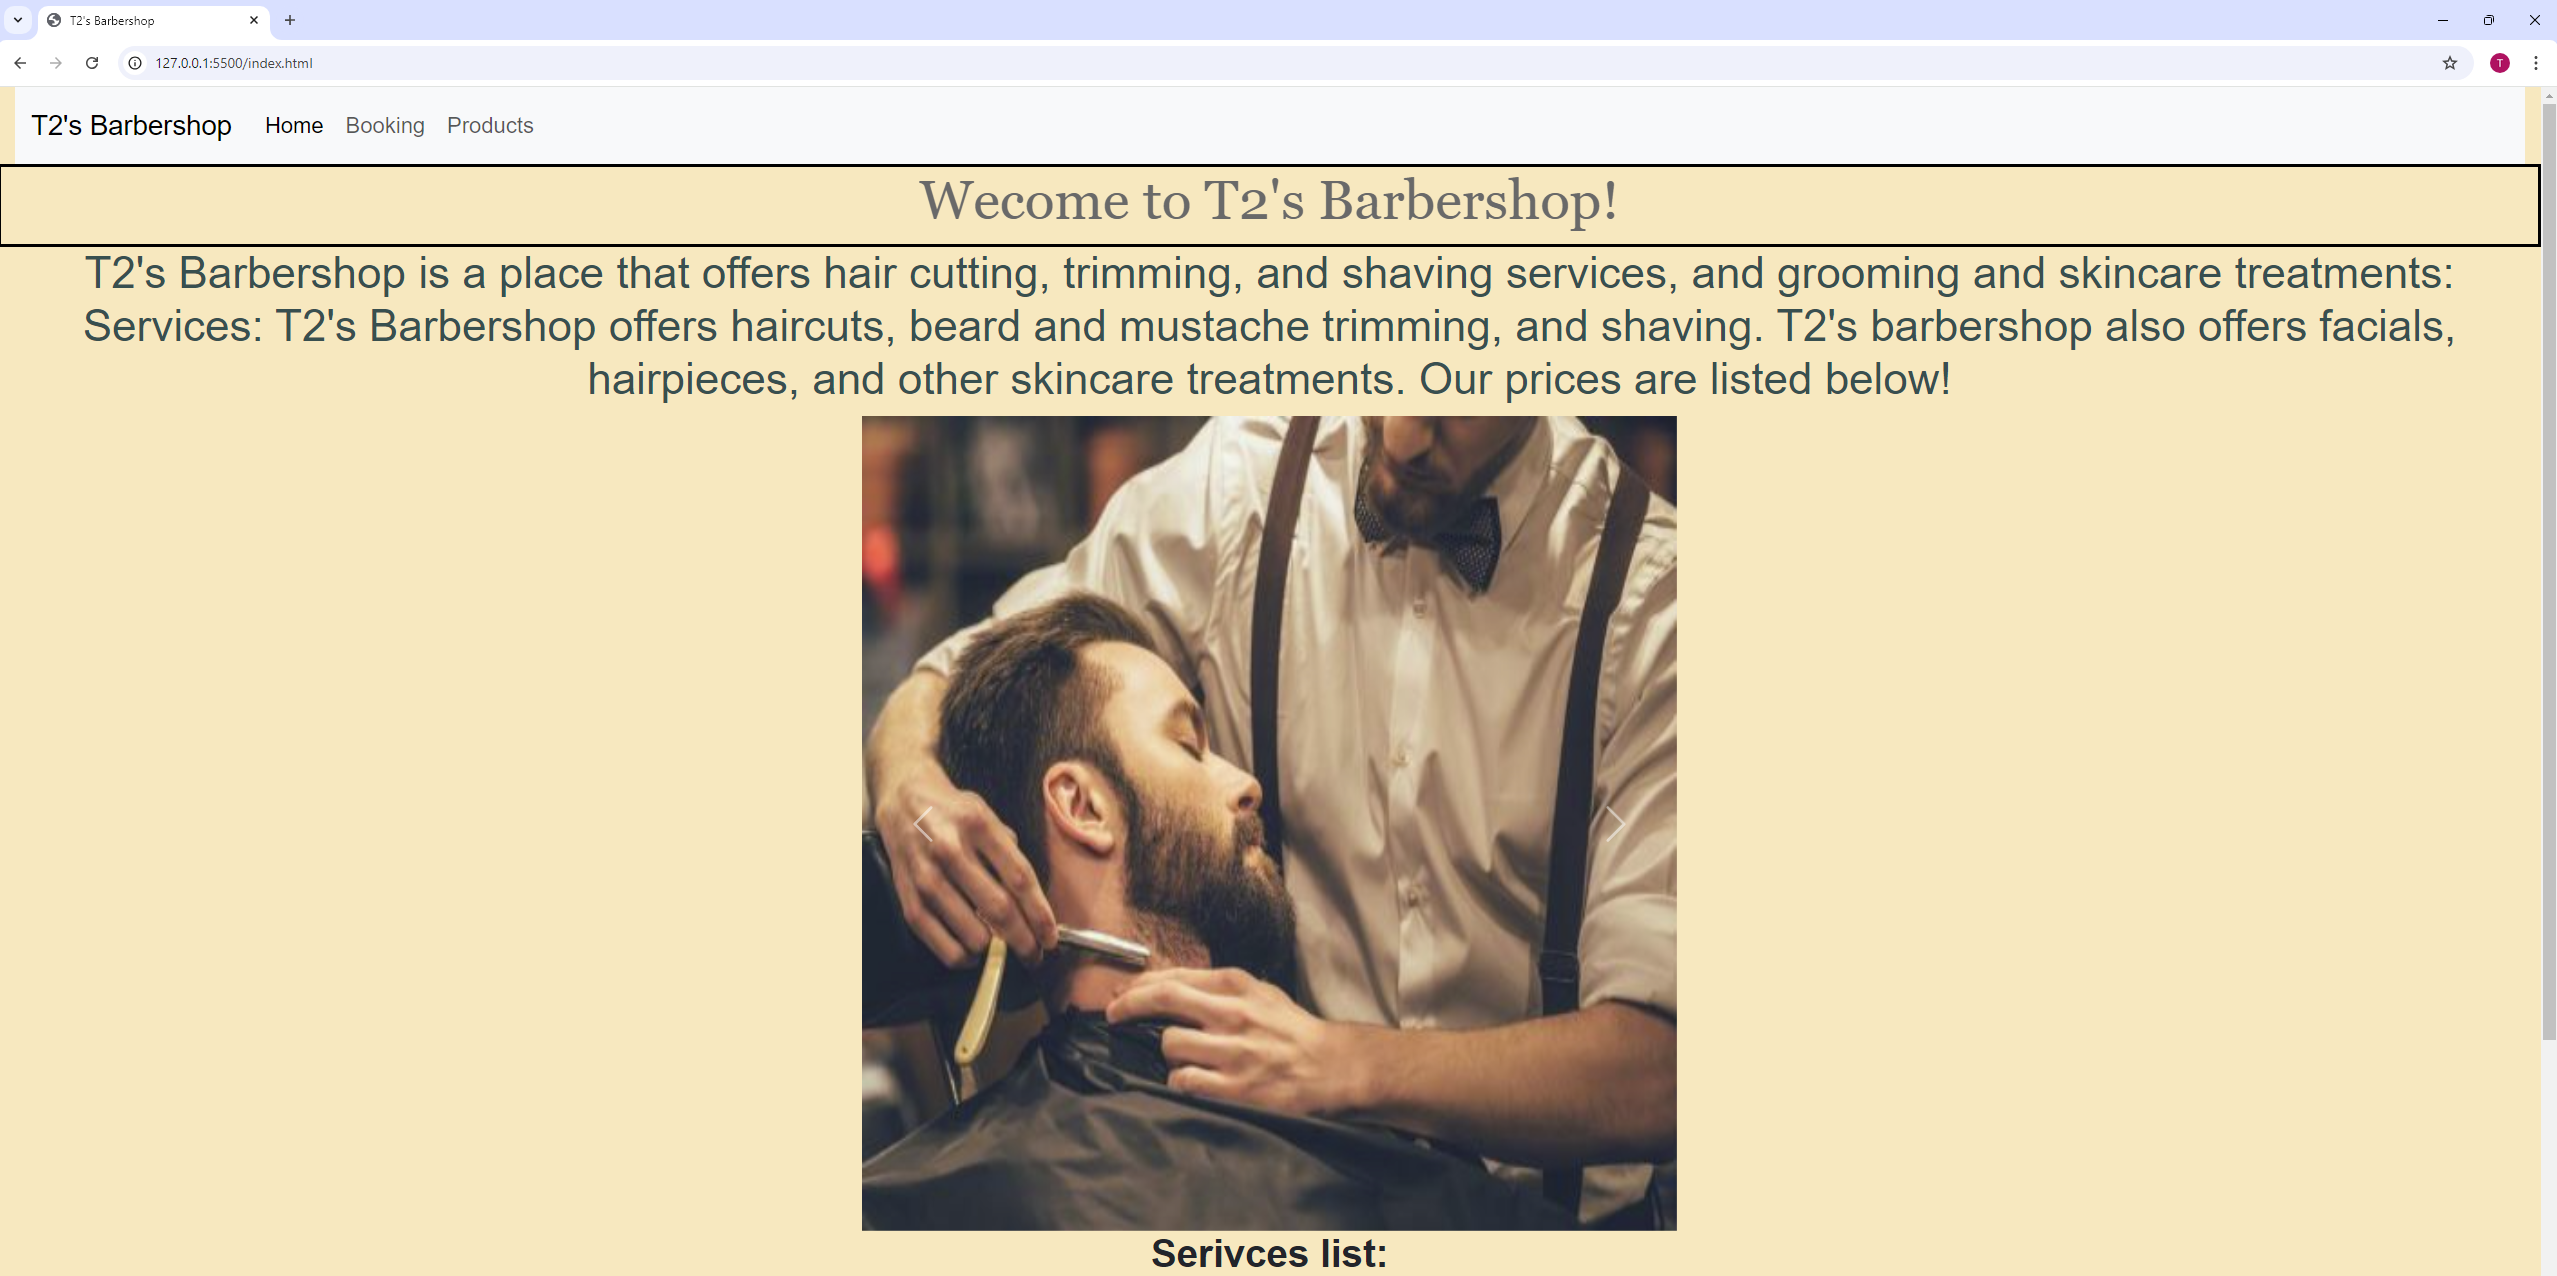 T2's Barbershop
127.0.0.1:5500/index.html
T
T2's Barbershop Home Booking Products
Wecome to T2's Barbershop!
T2's Barbershop is a place that offers hair cutting, trimming, and shaving services, and grooming and skincare treatments:
Services: T2's Barbershop offers haircuts, beard and mustache trimming, and shaving. T2's barbershop also offers facials,
hairpieces, and other skincare treatments. Our prices are listed below!
Serivces list: